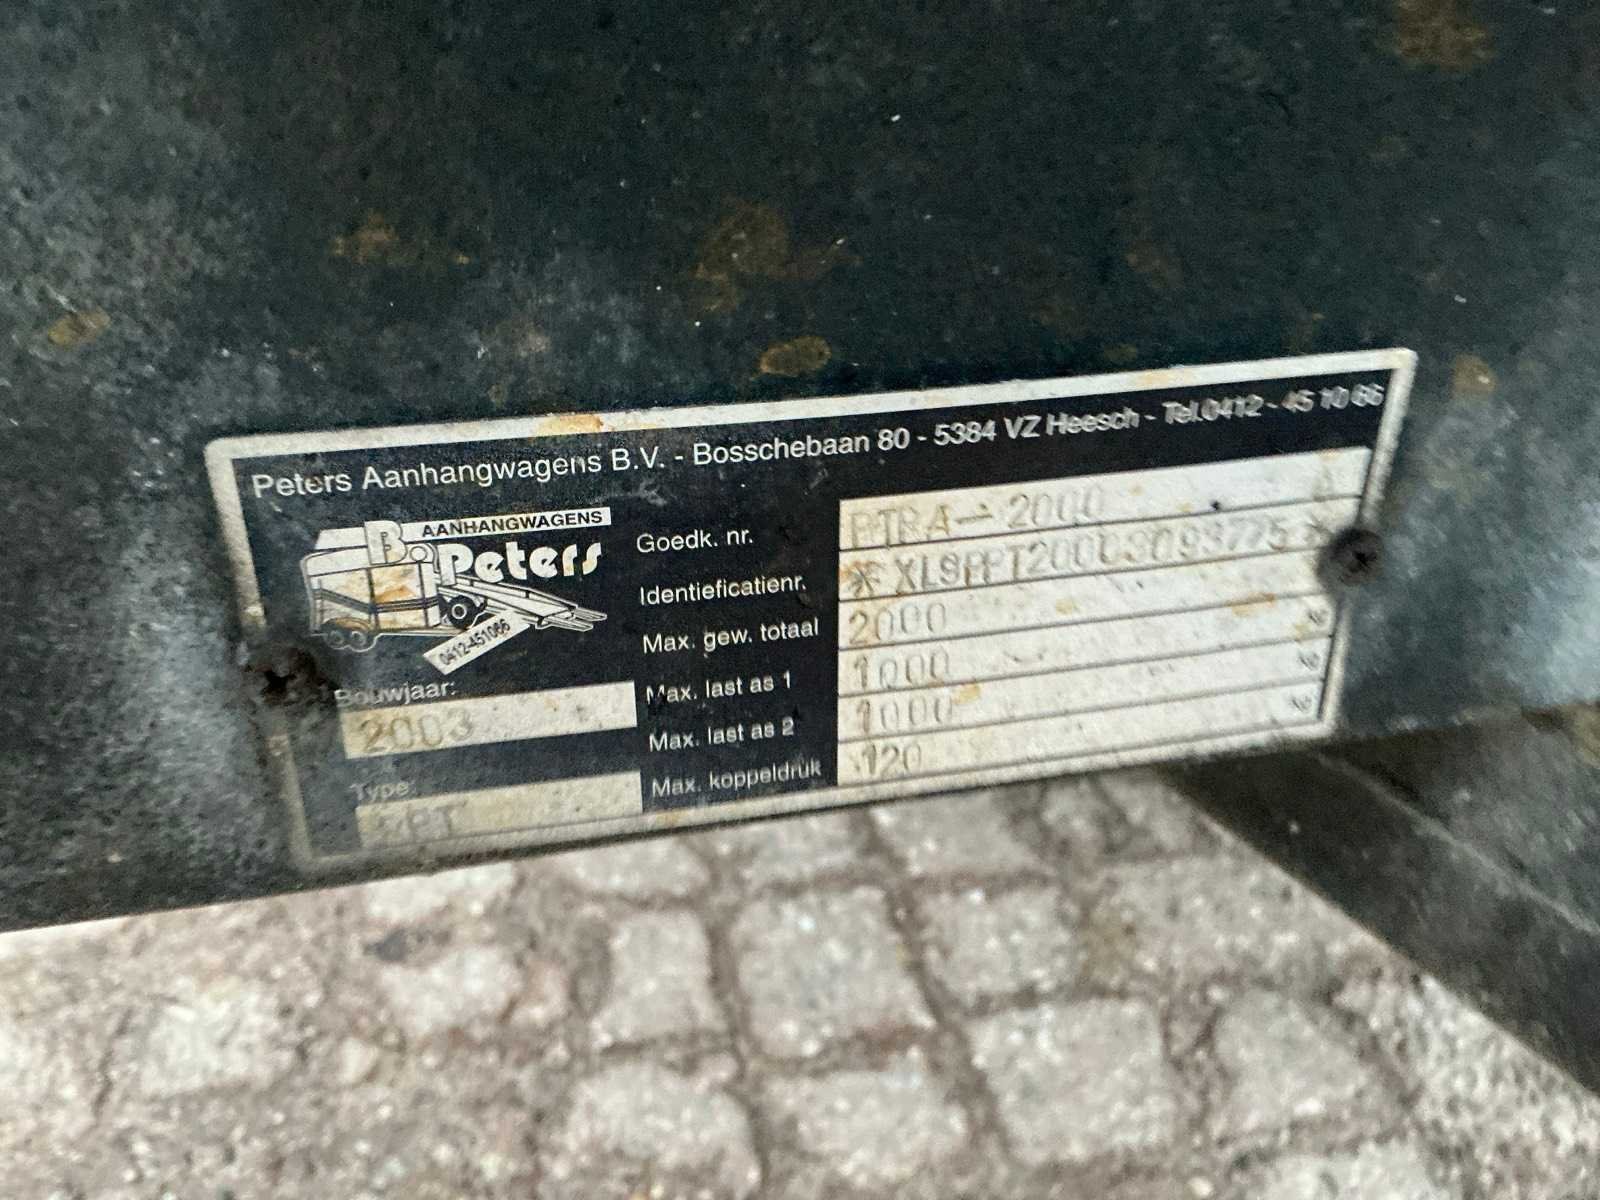 Peters Aanhangwagens B.V. - Bosschebaan 80 - 5384 VZ Heesch - Tel.0412 - 45 10 66
B. AANHANGWAGENS
Peters
0412-451066
Bouwjaar:
2003
Type:
Goedk. nr. 2000
Identieficatienr.
Max. gew. totaal 2000
Max. last as 1 1000
Max. last as 2 1000
Max. koppeldruk 120